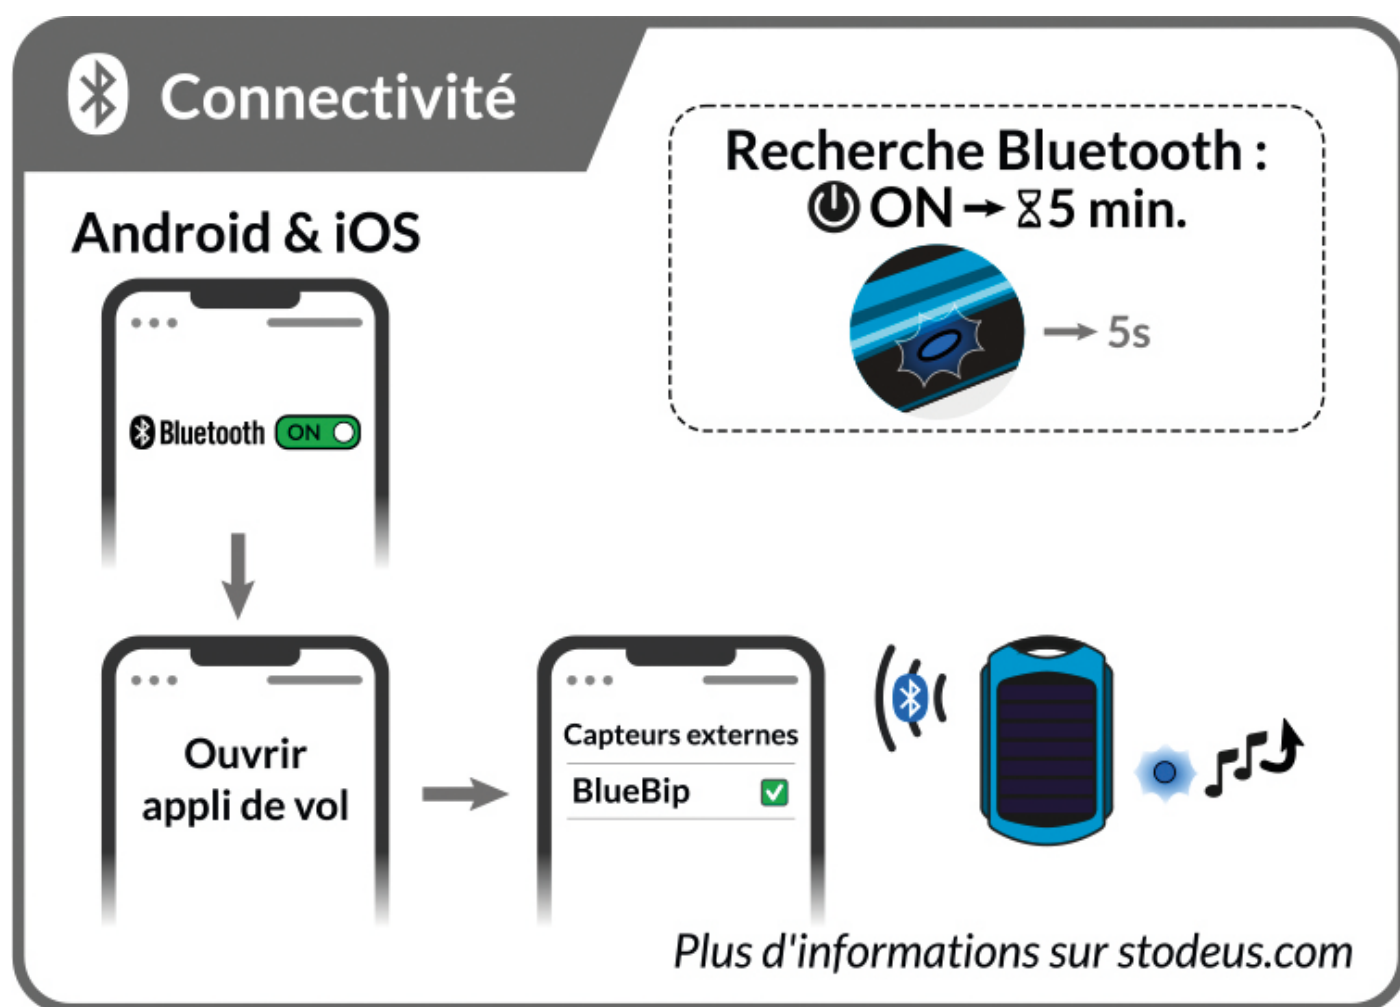 Connectivité
Recherche Bluetooth :
ON → 5 min.
→ 5s
Android & iOS
Bluetooth ON
Ouvrir
appli de vol
Capteurs externes
BlueBip
Plus d'informations sur stodeus.com